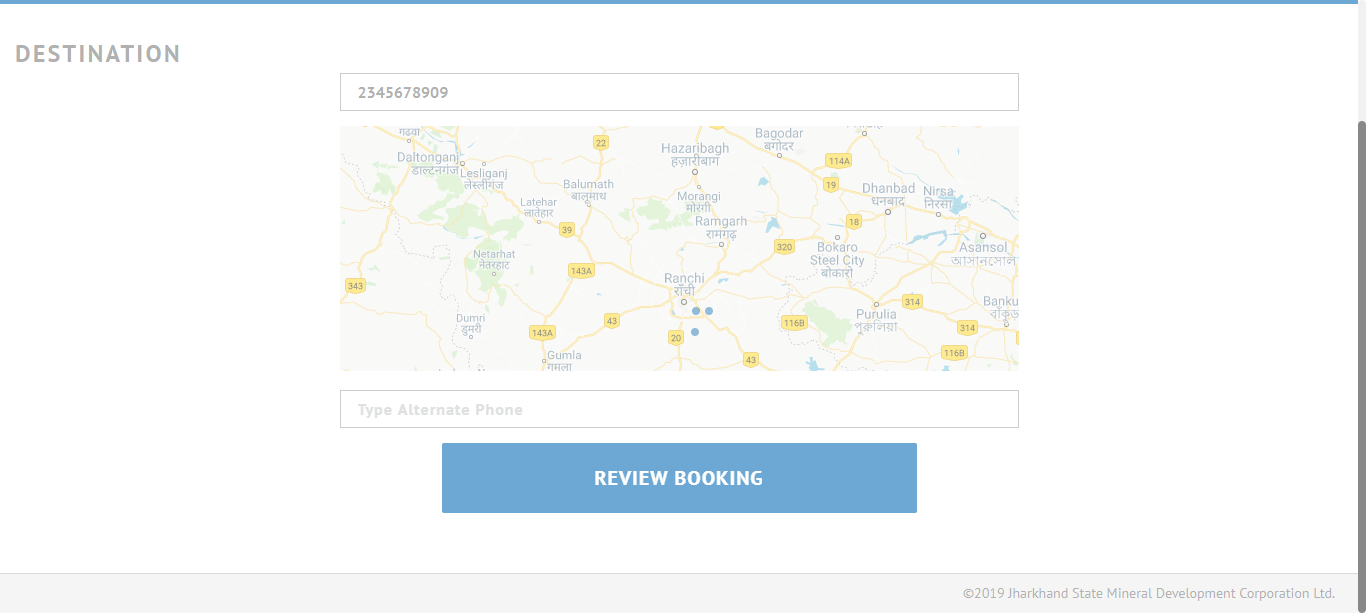 DESTINATION
2345678909
गढवा
22
Hazaribagh
हज़ारीबाग
Bagodar
बगोदर
114A
Daltonganj
डाल्टनगंज
Lesliganj
लेस्लीगंज
Balumath
बालूमाथ
19
Dhanbad
धनबाद
Nirsa
निरसा
Latehar
लातेहार
Morangi
मोरंगी
Ramgarh
रामगढ़
39
18
320
Bokaro
Steel City
बोकारो
Asansol
আসানসোল
Netarhat
नेतरहाट
143A
Ranchi
राँची
343
314
Purulia
পুরুলিয়া
Banku
বাঁকুড়
Dumri
डुमरी
43
116B
314
143A
20
Gumla
गुमला
43
116B
Type Alternate Phone
REVIEW BOOKING
©2019 Jharkhand State Mineral Development Corporation Ltd.